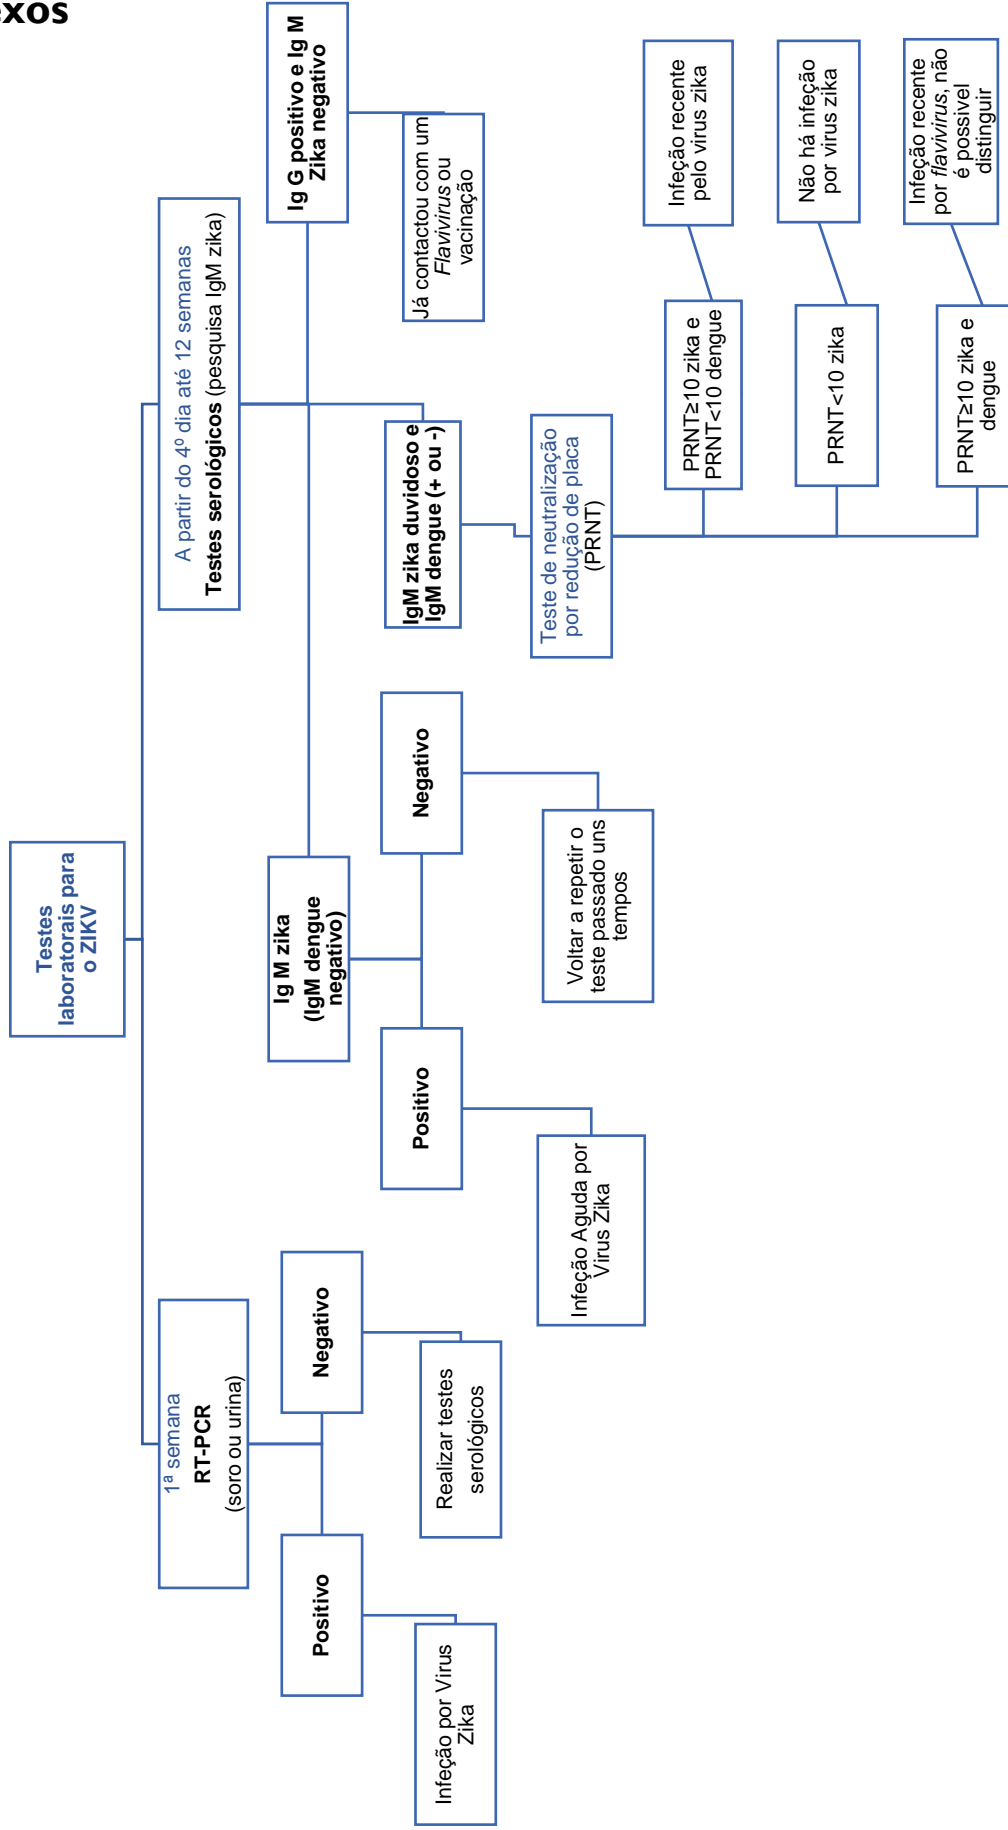 exos
Testes
laboratorais para
o ZIKV
1ª semana
RT-PCR
(soro ou urina)
Positivo
Infeção por Virus
Zika
Negativo
Realizar testes
serológicos
A partir do 4º dia até 12 semanas
Testes serológicos (pesquisa IgM zika)
Ig M zika
(IgM dengue
negativo)
Positivo
Infeção Aguda por
Virus Zika
Negativo
Voltar a repetir o
teste passado uns
tempos
IgM zika duvidoso e
IgM dengue (+ ou -)
Teste de neutralização
por redução de placa
(PRNT)
PRNT≥10 zika e
PRNT<10 dengue
Infeção recente
pelo virus zika
PRNT<10 zika
Não há infeção
por virus zika
PRNT≥10 zika e
dengue
Infeção recente
por flavivirus, não
é possivel
distinguir
Ig G positivo e Ig M
Zika negativo
Já contactou com um
Flavivirus ou
vacinação